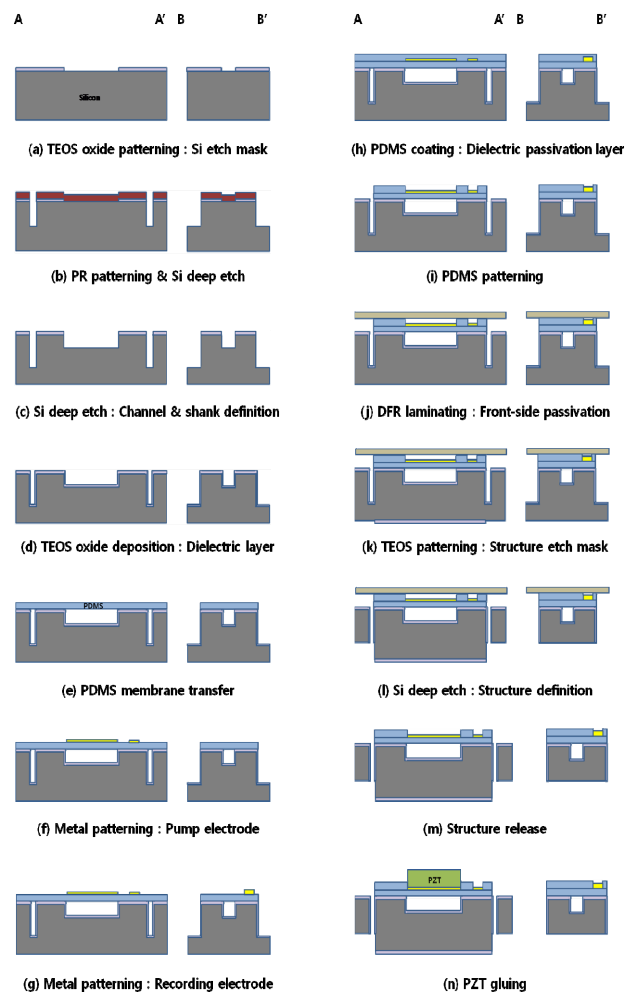 A A’ B B’
Silicon
(a) TEOS oxide patterning : Si etch mask
(b) PR patterning & Si deep etch
(c) Si deep etch : Channel & shank definition
(d) TEOS oxide deposition : Dielectric layer
PDMS
(e) PDMS membrane transfer
(f) Metal patterning : Pump electrode
(g) Metal patterning : Recording electrode
A A’ B B’
(h) PDMS coating : Dielectric passivation layer
(i) PDMS patterning
(j) DFR laminating : Front-side passivation
(k) TEOS patterning : Structure etch mask
(l) Si deep etch : Structure definition
(m) Structure release
PZT
(n) PZT gluing